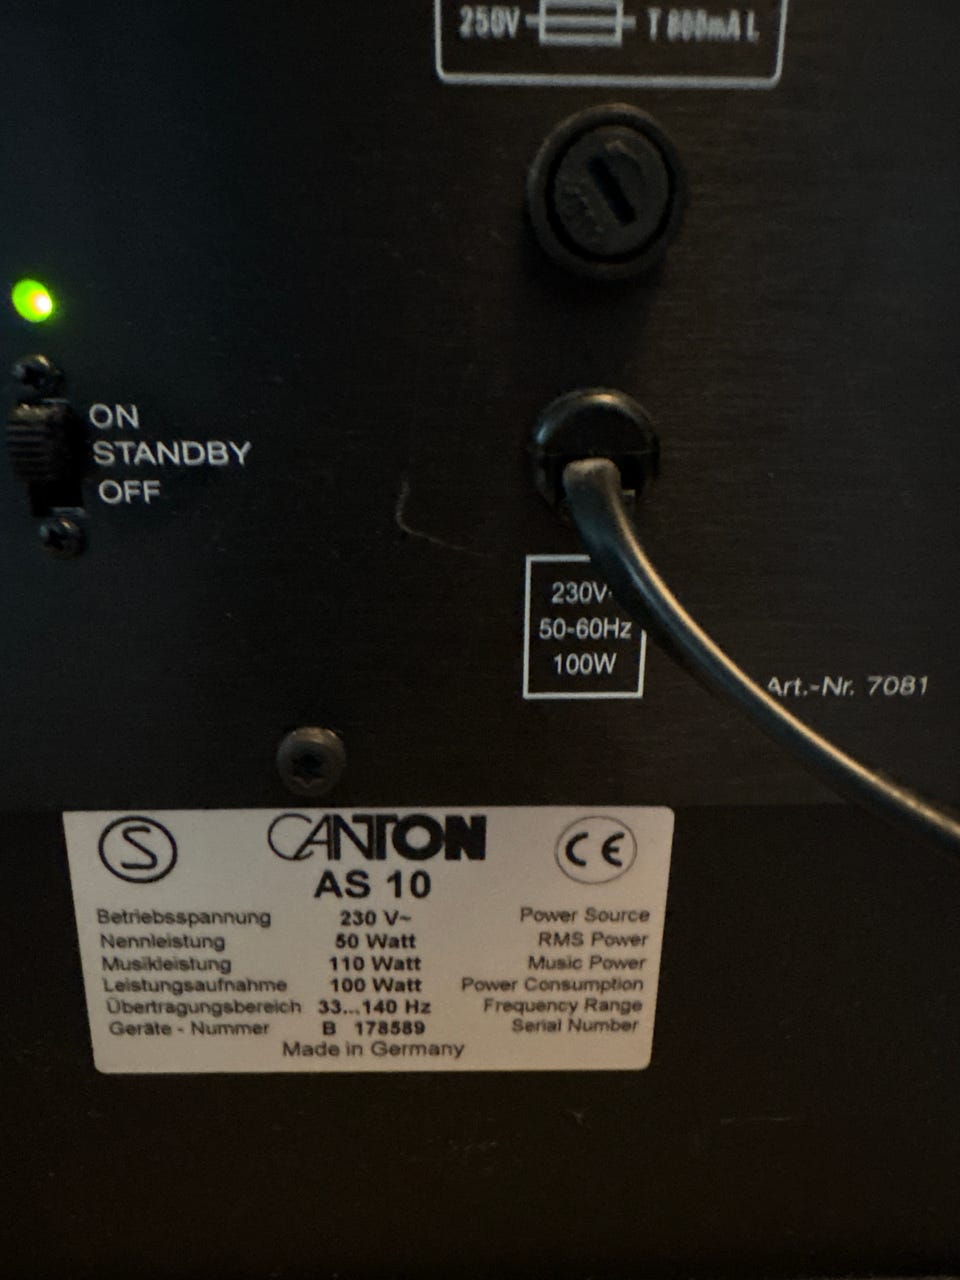 250V T 800mA L
ON
STANDBY
OFF
230V~
50-60Hz
100W
Art.-Nr. 7081
S CANTON CE
AS 10
Betriebsspannung 230 V~ Power Source
Nennleistung 50 Watt RMS Power
Musikleistung 110 Watt Music Power
Leistungsaufnahme 100 Watt Power Consumption
Übertragungsbereich 33...140 Hz Frequency Range
Geräte - Nummer B 178589 Serial Number
Made in Germany